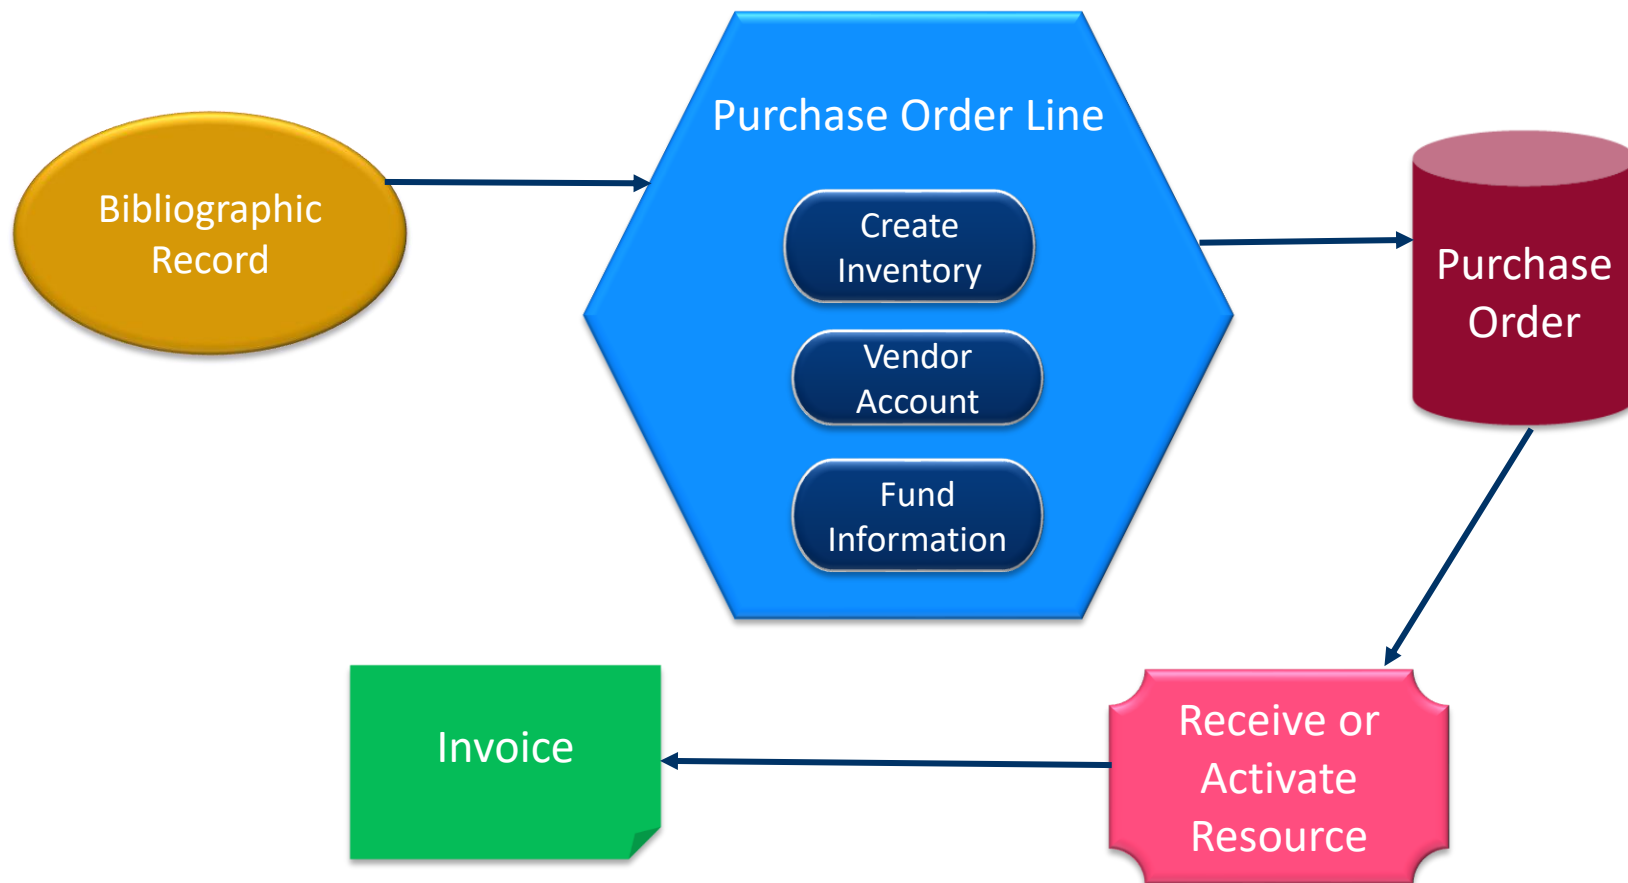 Purchase Order Line
Bibliographic
Record
Create
Inventory
Vendor
Account
Fund
Information
Purchase
Order
Receive or
Activate
Resource
Invoice